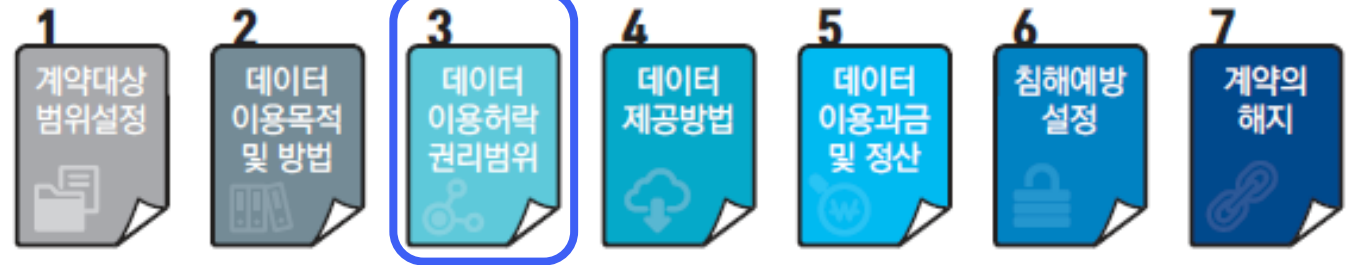 1
계약대상
범위설정
2
데이터
이용목적
및 방법
3
데이터
이용허락
권리범위
4
데이터
제공방법
5
데이터
이용과금
및 정산
₩
6
침해예방
설정
7
계약의
해지